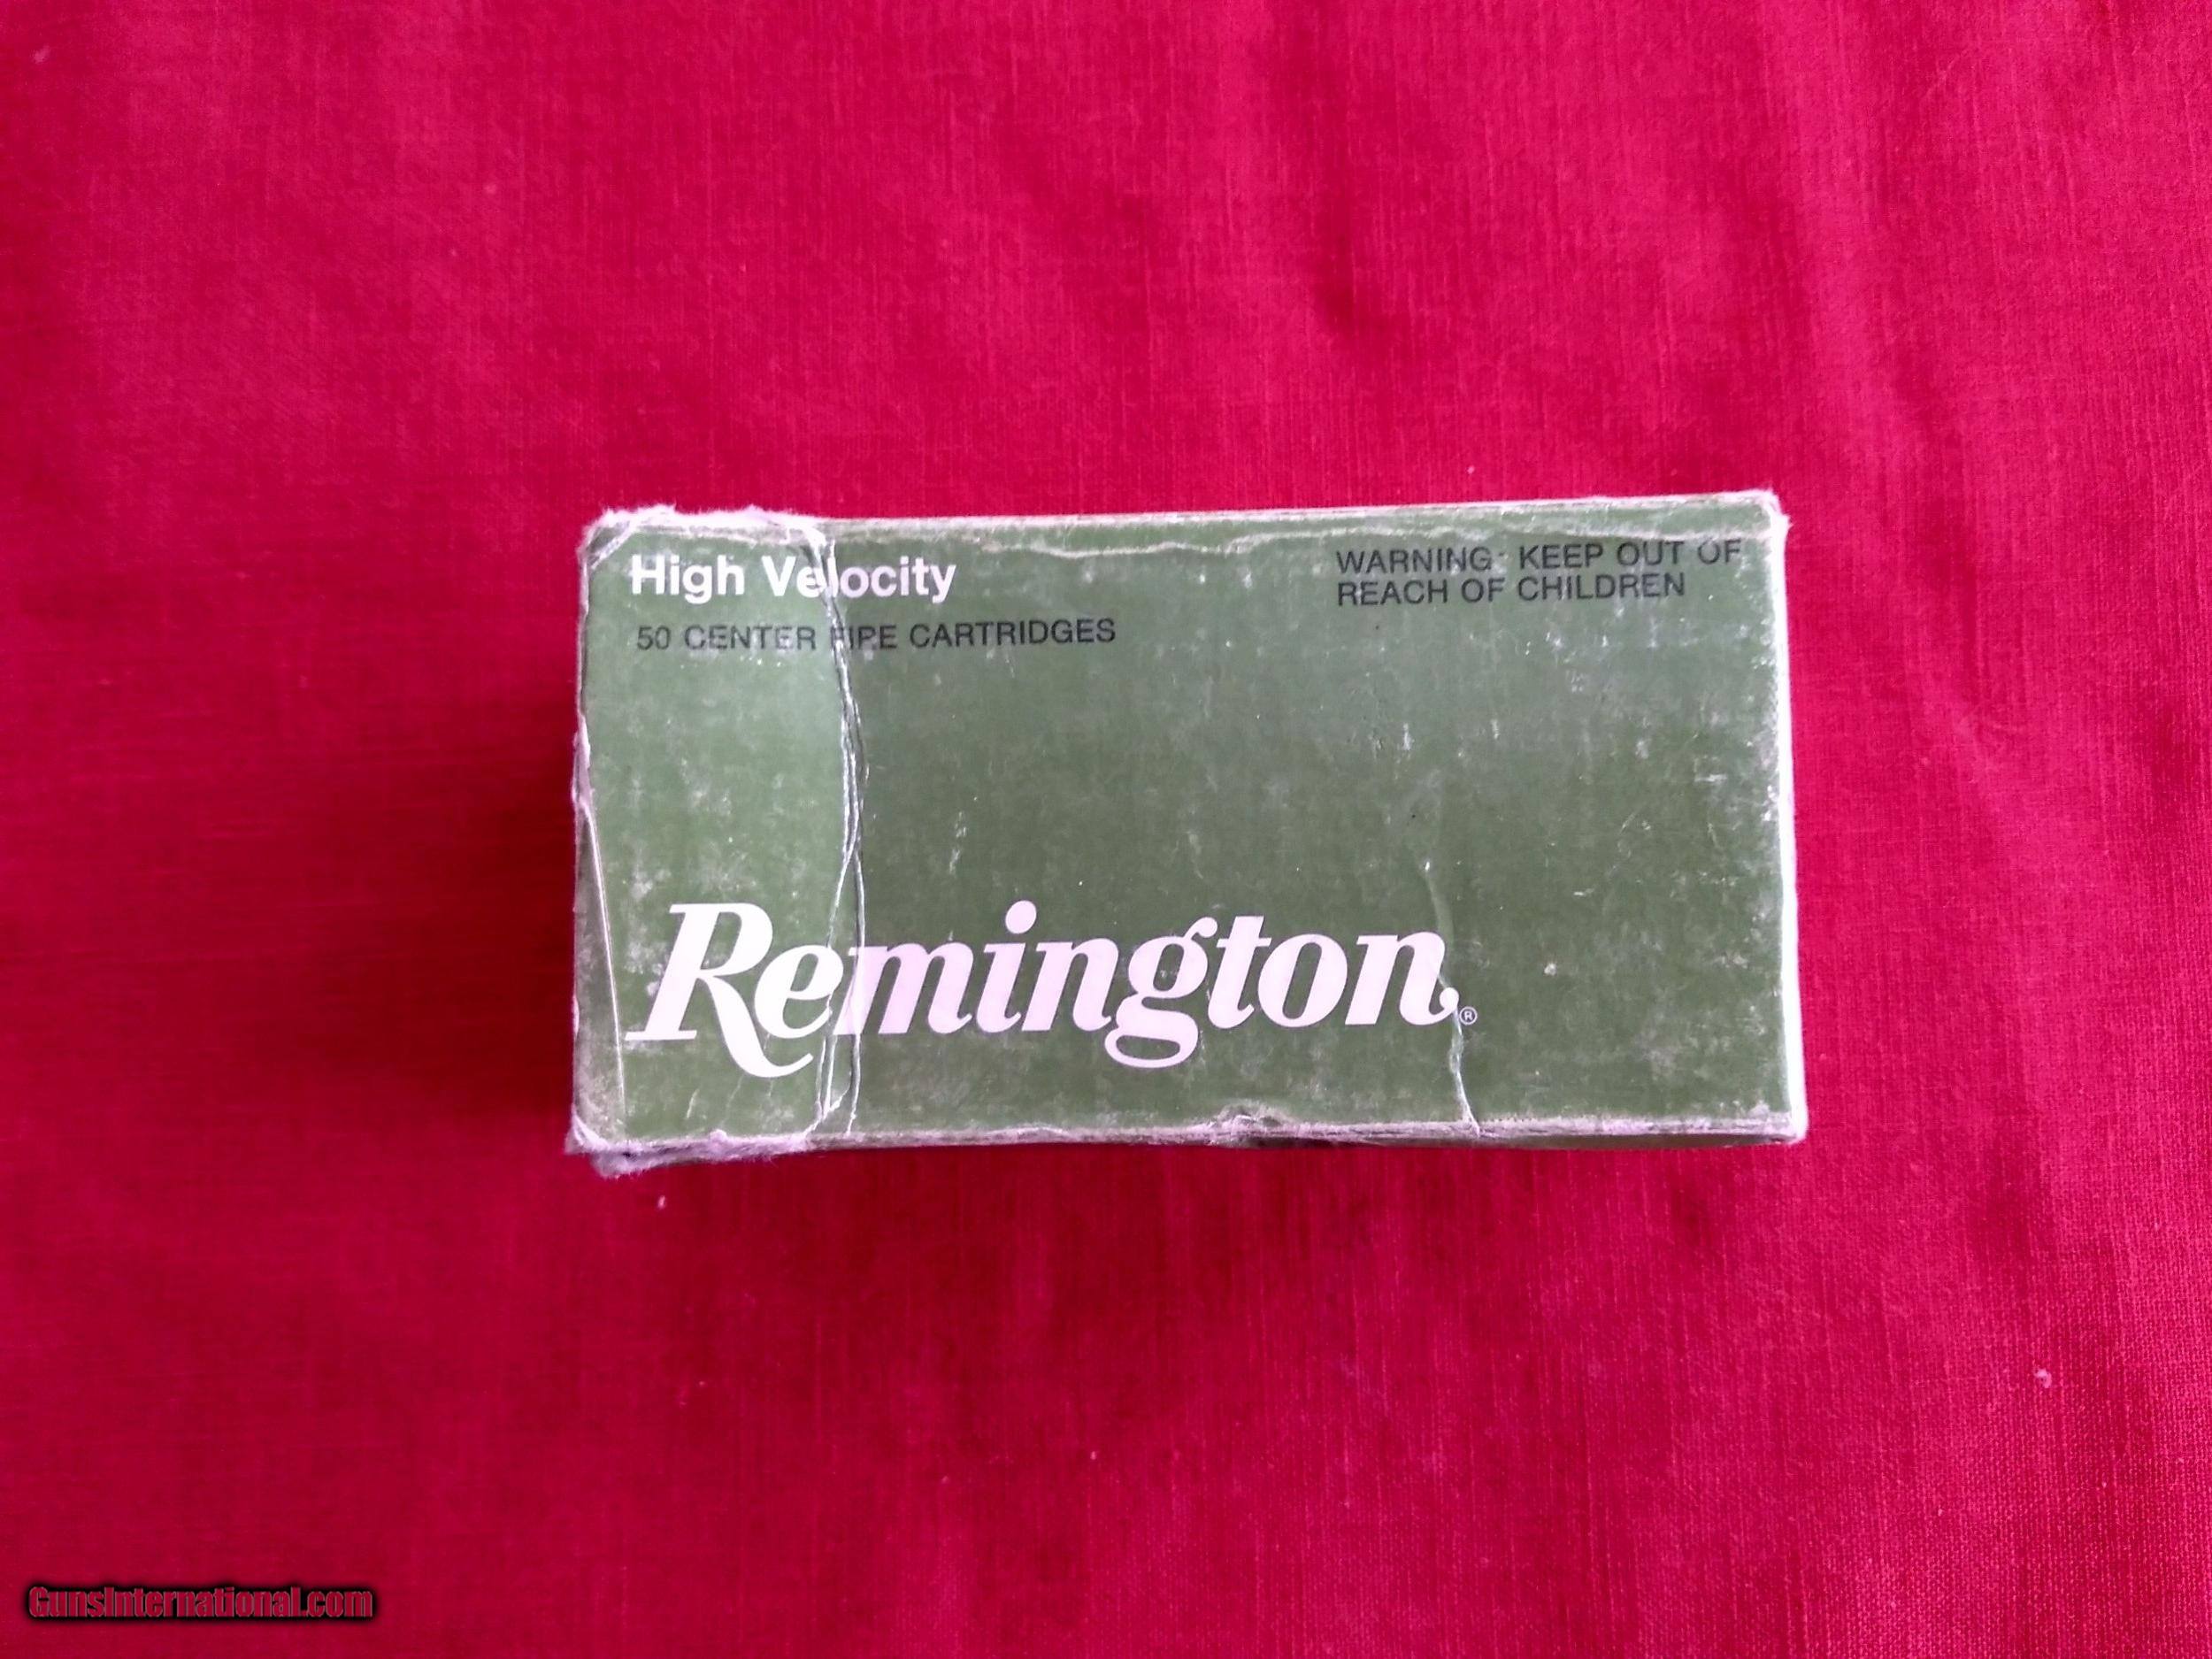 High Velocity
WARNING: KEEP OUT OF
REACH OF CHILDREN
50 CENTER FIRE CARTRIDGES
Remington®
GunsInternational.com